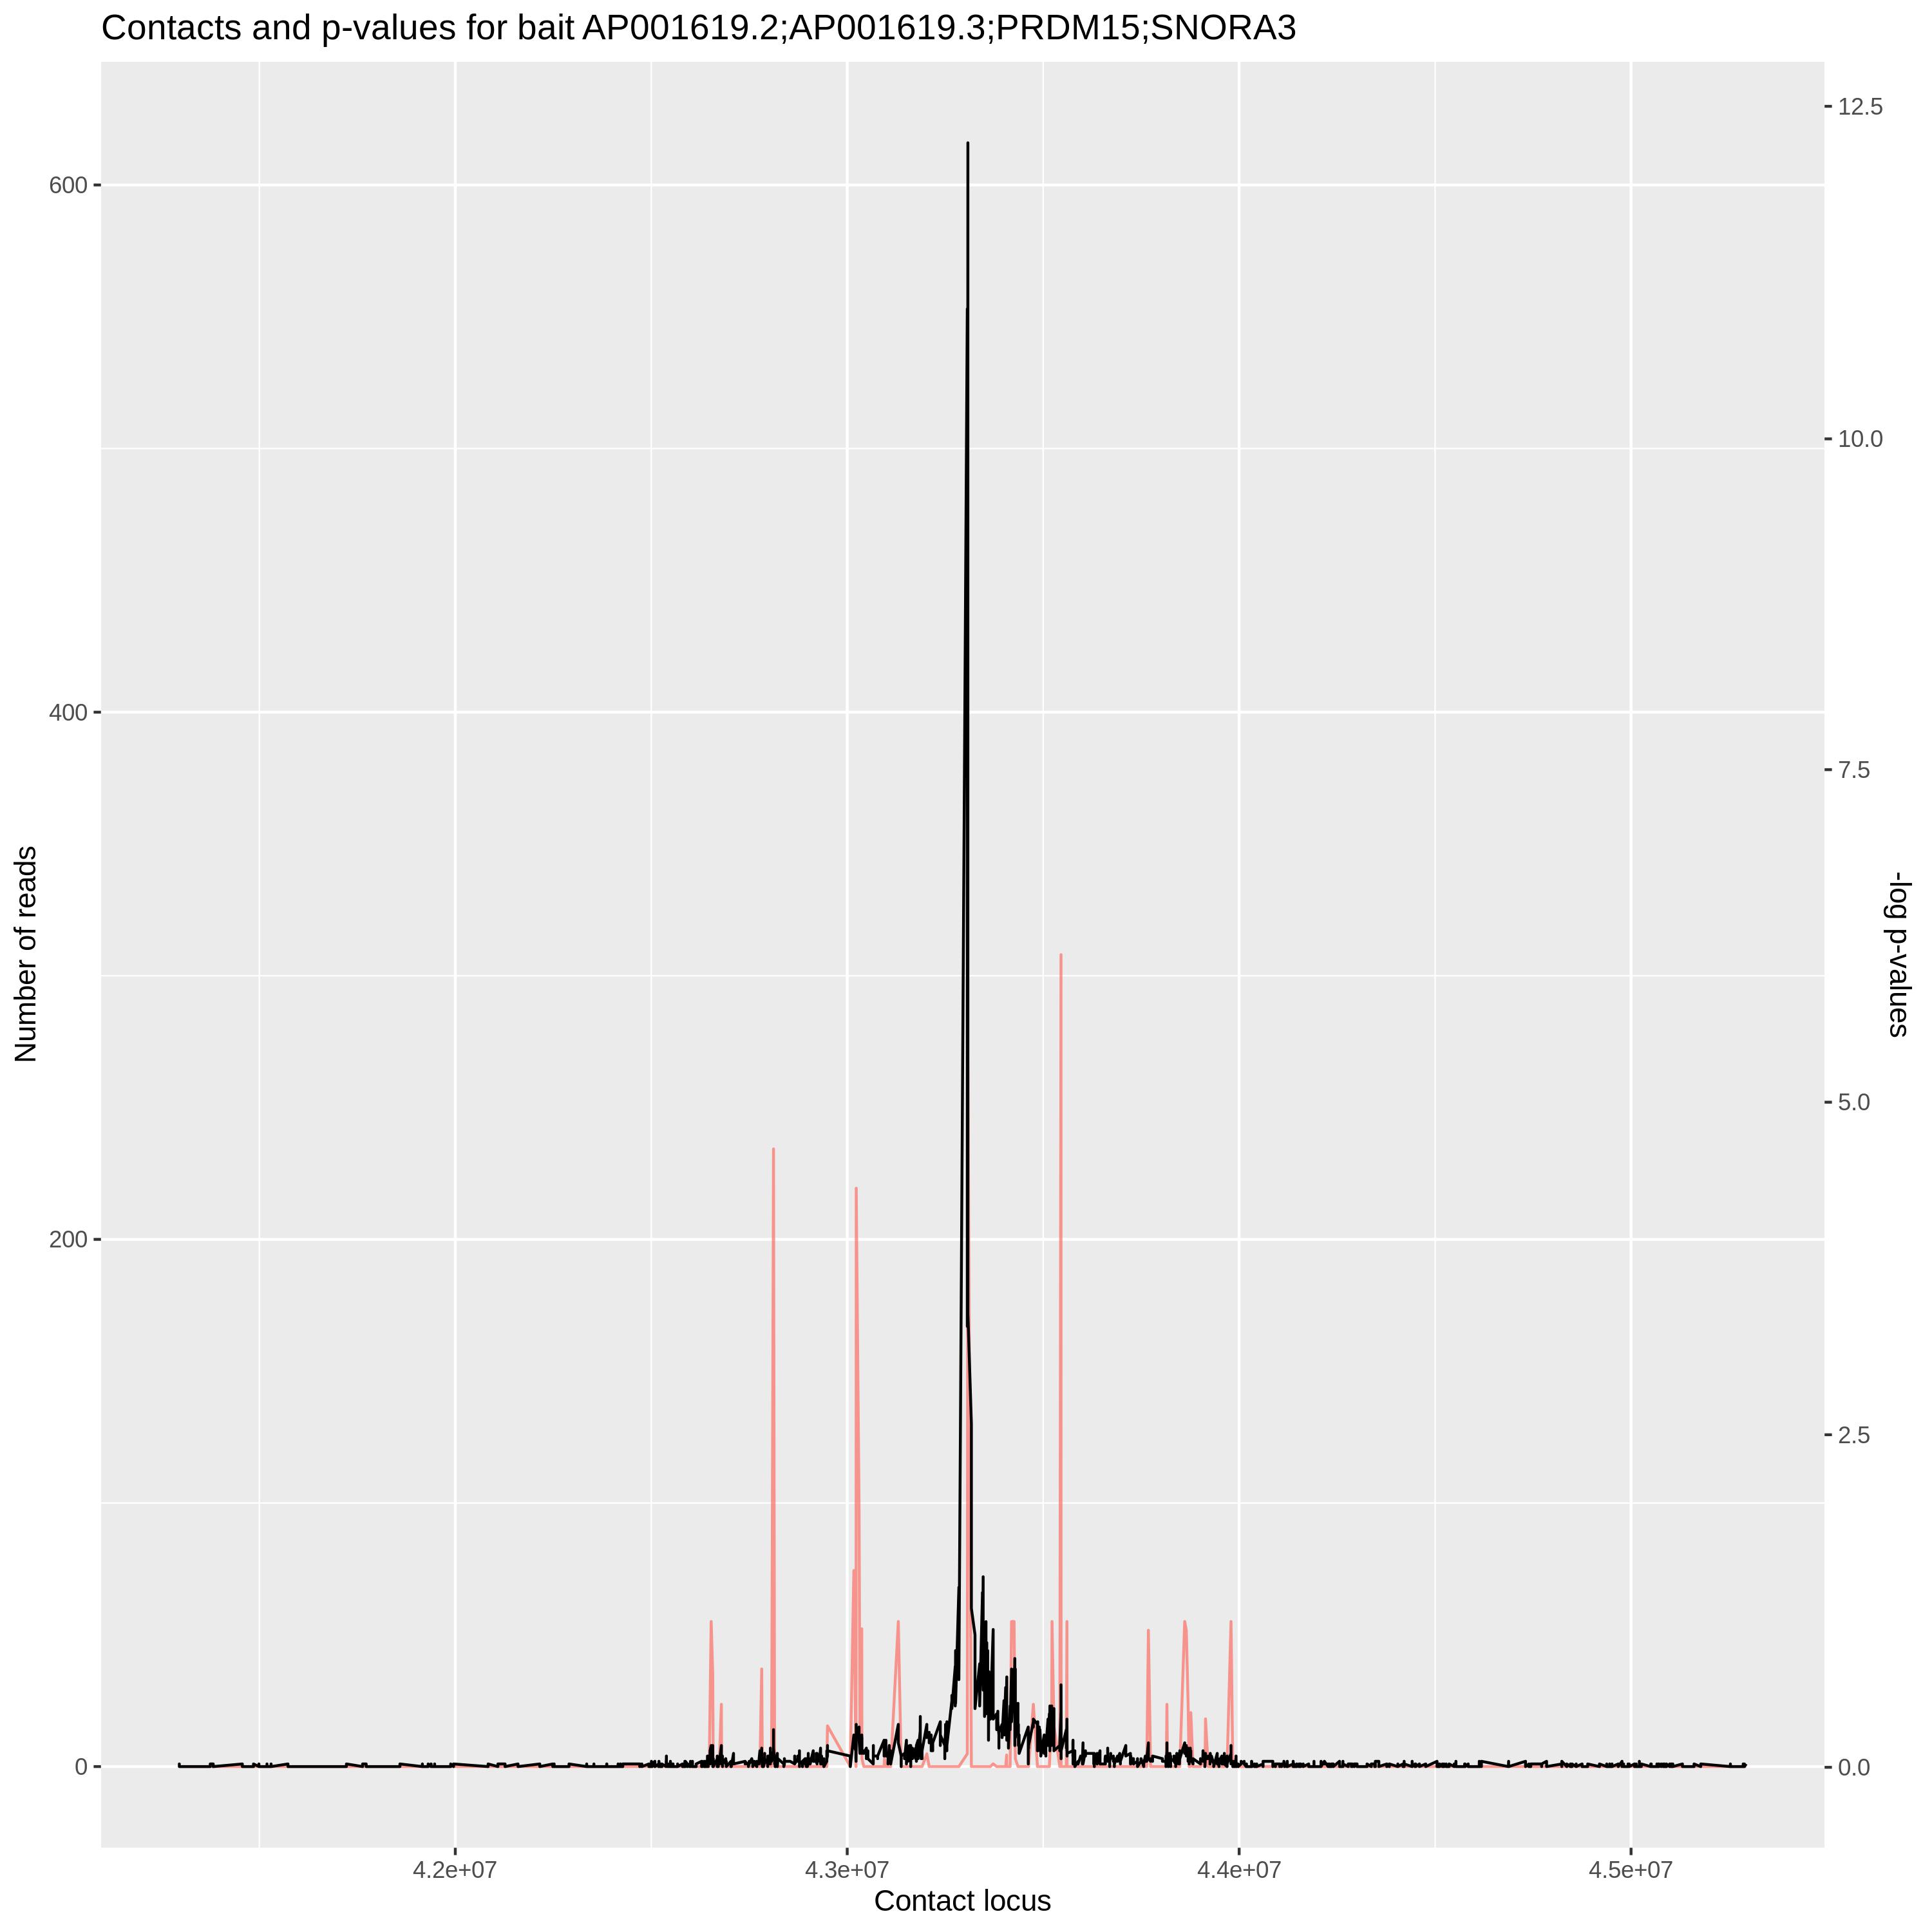 Contacts and p-values for bait AP001619.2;AP001619.3;PRDM15;SNORA3
600
400
200
0
Number of reads
12.5
10.0
7.5
5.0
2.5
0.0
-log p-values
4.2e+07
4.3e+07
4.4e+07
4.5e+07
Contact locus